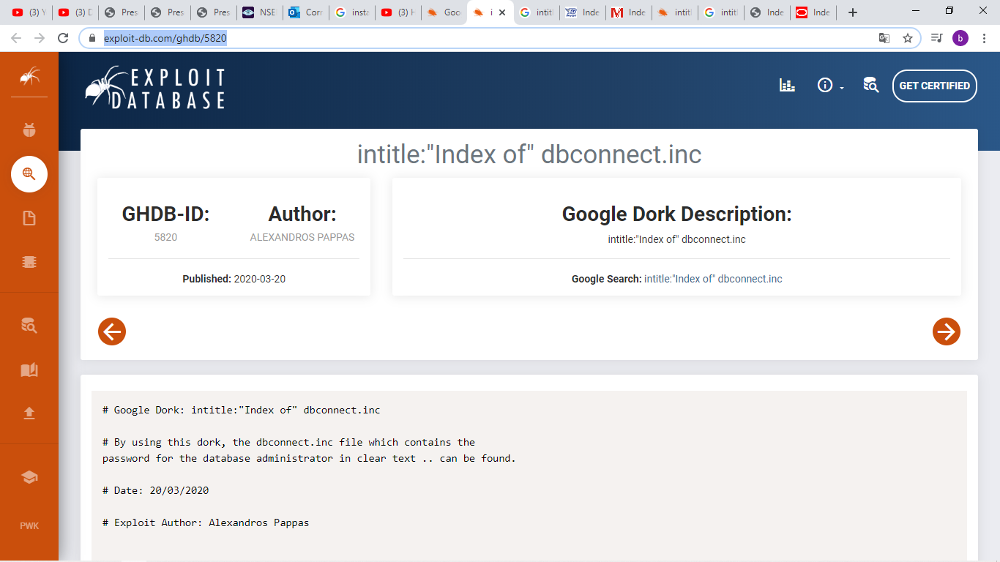 (3) Y
(3) D
Pres
Pres
Pres
NSE
Corr
insta
(3) H
Goo
i
intitl
Inde
Inde
intitl
intitl
Inde
Inde
exploit-db.com/ghdb/5820
b
EXPLOIT
DATABASE
GET CERTIFIED
intitle:"Index of" dbconnect.inc
GHDB-ID:
5820
Author:
ALEXANDROS PAPPAS
Published: 2020-03-20
Google Dork Description:
intitle:"Index of" dbconnect.inc
Google Search: intitle:"Index of" dbconnect.inc
# Google Dork: intitle:"Index of" dbconnect.inc
# By using this dork, the dbconnect.inc file which contains the
password for the database administrator in clear text .. can be found.
# Date: 20/03/2020
# Exploit Author: Alexandros Pappas
PWK